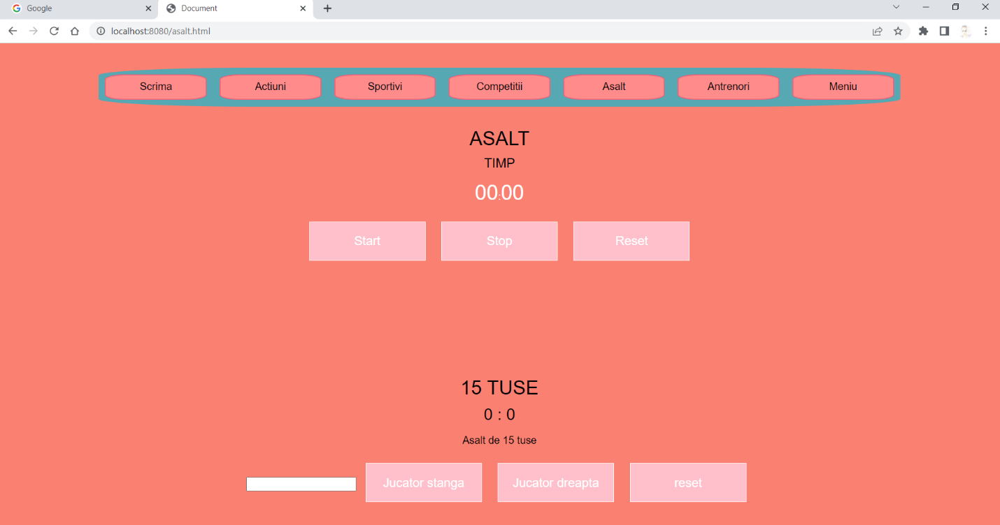 Google
Document
localhost:8080/asalt.html
Scrima Actiuni Sportivi Competitii Asalt Antrenori Meniu
ASALT
TIMP
00:00
Start Stop Reset
15 TUSE
0 : 0
Asalt de 15 tuse
Jucator stanga Jucator dreapta reset